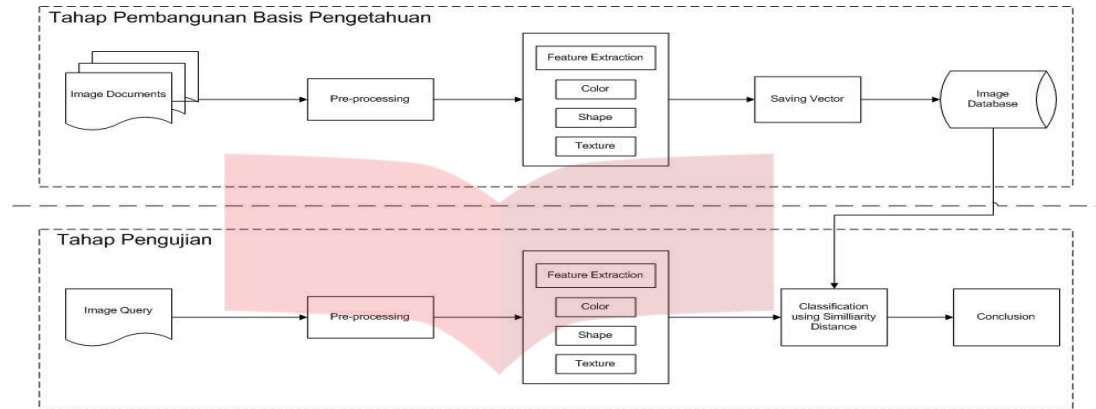 Tahap Pembangunan Basis Pengetahuan
Image Documents
Pre-processing
Feature Extraction
Color
Shape
Texture
Saving Vector
Image
Database
Tahap Pengujian
Image Query
Pre-processing
Feature Extraction
Color
Shape
Texture
Classification
using Similliarity
Distance
Conclusion